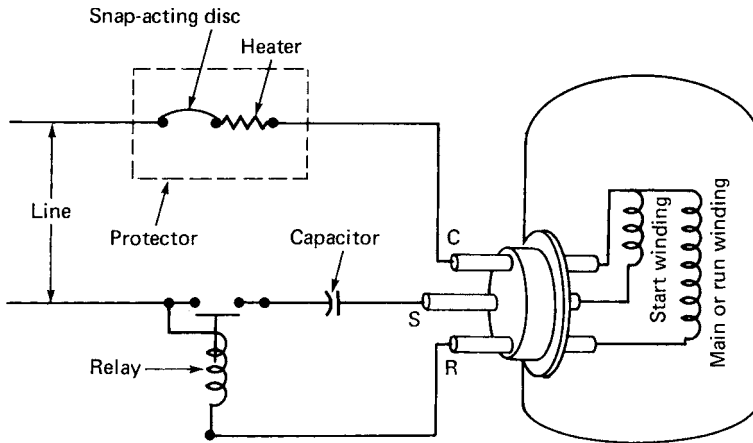 Snap-acting disc
Heater
Line
Protector
Capacitor
C
S
R
Relay
Start winding
Main or run winding